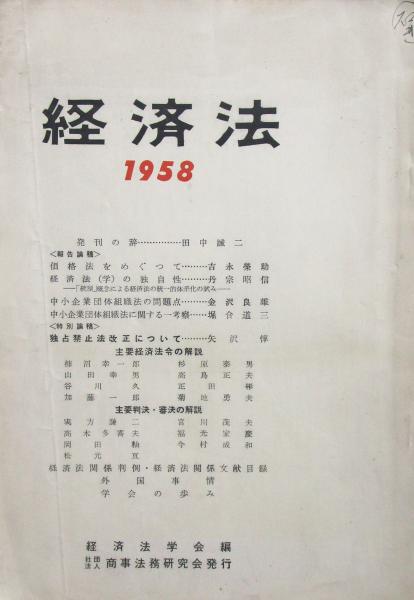 経済法
1958
発刊の辞……………田中誠二
<報告論稿>
価格法をめぐつて………吉永榮助
経済法(学)の独自性………丹宗昭信
――「統制」概念による経済法の統一的体系化の試み――
中小企業団体組織法の問題点………金沢良雄
中小企業団体組織法に関する一考察……堀合道三
<特別論稿>
独占禁止法改正について………矢沢惇
主要経済法令の解説
柿沼幸一郎 杉原泰男
山田幸男 高鳥正夫
谷川久 正田彬
加藤一郎 菊地勇夫
主要判決・審決の解説
実方謙二 宮川茂夫
高木多喜夫 福光家慶
岡田勲 今村成和
松元亘
経済法関係判例・経済法関係文献目録
外国事情
学会の歩み
経済法学会編
社団法人 商事法務研究会発行